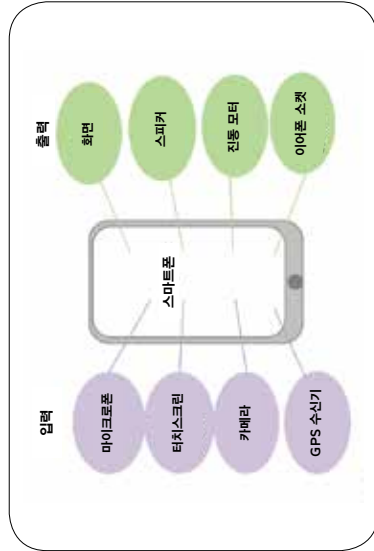 입력
출력
스마트폰
마이크로폰
터치스크린
카메라
GPS 수신기
화면
스피커
진동 모터
이어폰 소켓